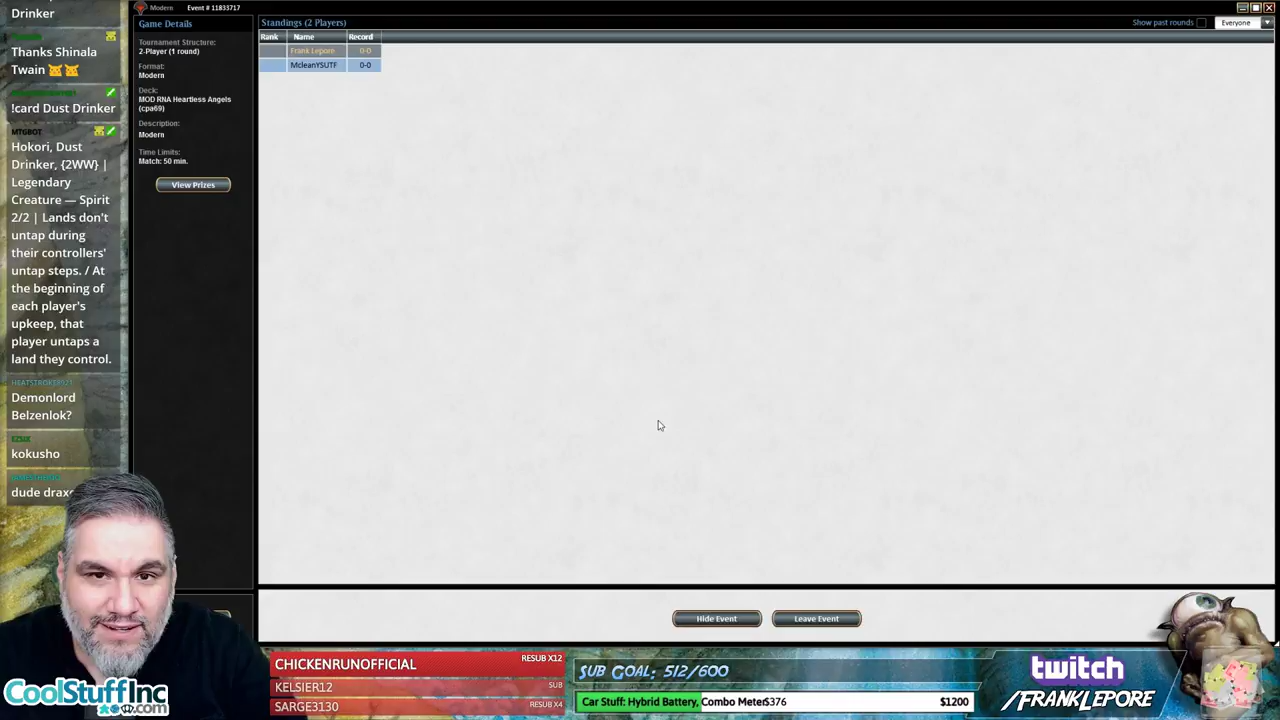 Drinker
Thanks Shinala
Twain
!card Dust Drinker
MTGBOT
Hokori, Dust
Drinker, {2WW} |
Legendary
Creature — Spirit
2/2 | Lands don't
untap during
their controllers'
untap steps. / At
the beginning of
each player's
upkeep, that
player untaps a
land they control.
Demonlord
Belzenlok?
EZSIX
kokusho
dude
Modern Event # 11833717
Game Details
Tournament Structure:
2-Player (1 round)
Format:
Modern
Deck:
MOD RNA Heartless Angels
(cpa69)
Description:
Modern
Time Limits:
Match: 50 min.
View Prizes
Standings (2 Players)
Show past rounds Everyone
Rank Name Record
Frank Lepore 0-0
McleanYSUTF 0-0
Hide Event Leave Event
CHICKENRUNOFFICIAL RESUB X12
KELSIER12 SUB
SARGE3130 RESUB X4
SUB GOAL: 512/600
Car Stuff: Hybrid Battery, Combo Meter $376 $1200
twitch
/FRANKLEPORE
CoolStuffInc
.com